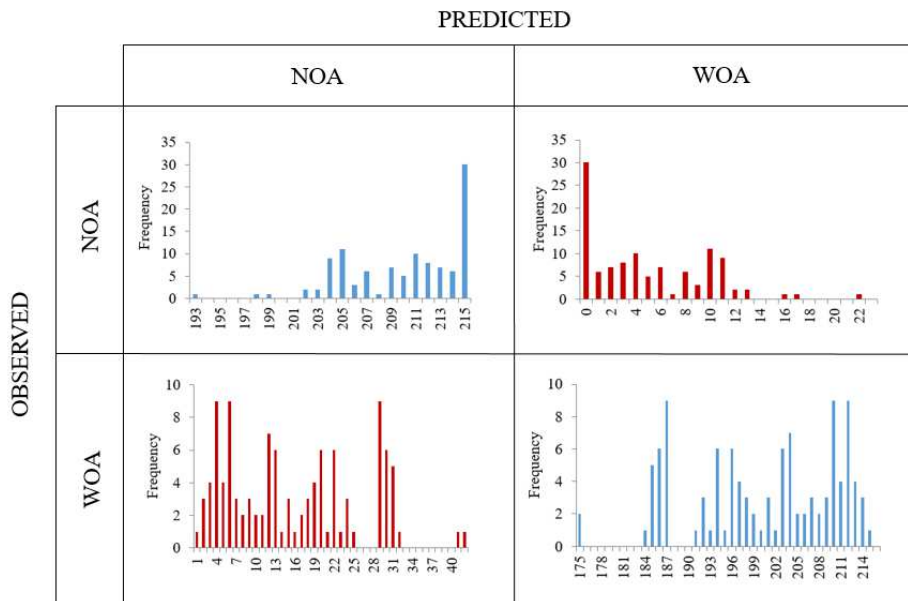 PREDICTED
NOA
WOA
OBSERVED
NOA
Frequency
35
30
25
20
15
10
5
0
193 195 197 199 201 203 205 207 209 211 213 215
Frequency
35
30
25
20
15
10
5
0
0 2 4 6 8 10 12 14 16 18 20 22
WOA
Frequency
10
8
6
4
2
0
1 4 7 10 13 16 19 22 25 28 31 34 37 40
Frequency
10
8
6
4
2
0
175 178 181 184 187 190 193 196 199 202 205 208 211 214